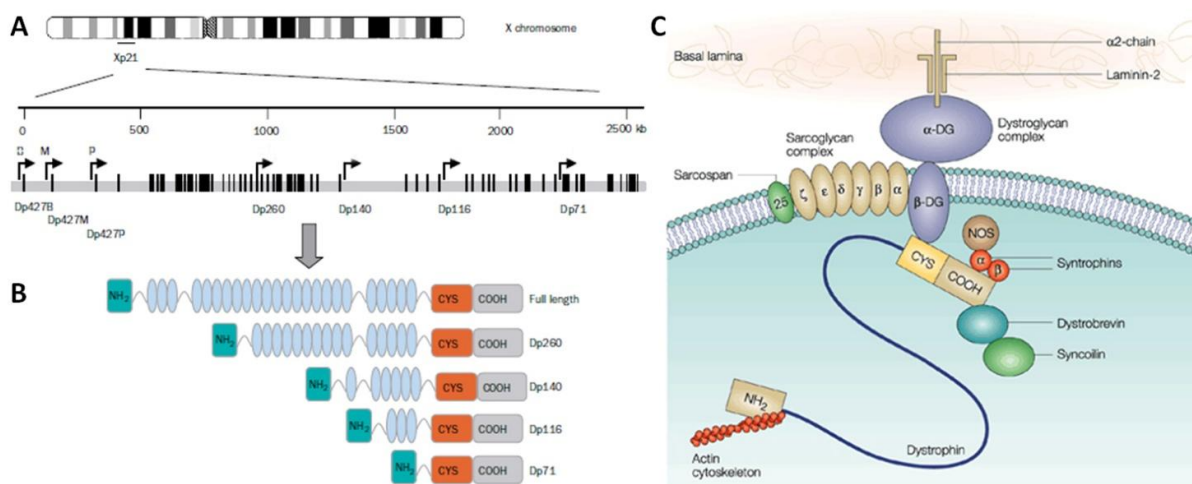 A
X chromosome
Xp21
0 500 1000 1500 2000 2500 kb
B M P
Dp427B Dp260 Dp140 Dp116 Dp71
Dp427M
Dp427P
B
NH2 CYS COOH Full length
NH2 CYS COOH Dp260
NH2 CYS COOH Dp140
NH2 CYS COOH Dp116
NH2 CYS COOH Dp71
C
Basal lamina
α2-chain
Laminin-2
α-DG
Dystroglycan
complex
Sarcoglycan
complex
Sarcospan
25 ζ ε δ γ β α
β-DG
NOS
CYS
COOH
α
β
Syntrophins
Dystrobrevin
Syncoilin
NH2
Dystrophin
Actin
cytoskeleton